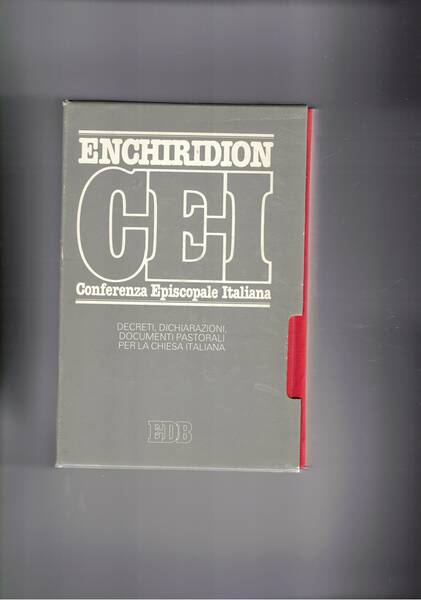 ENCHIRIDION
CEI
Conferenza Episcopale Italiana
DECRETI, DICHIARAZIONI,
DOCUMENTI PASTORALI
PER LA CHIESA ITALIANA
EDB